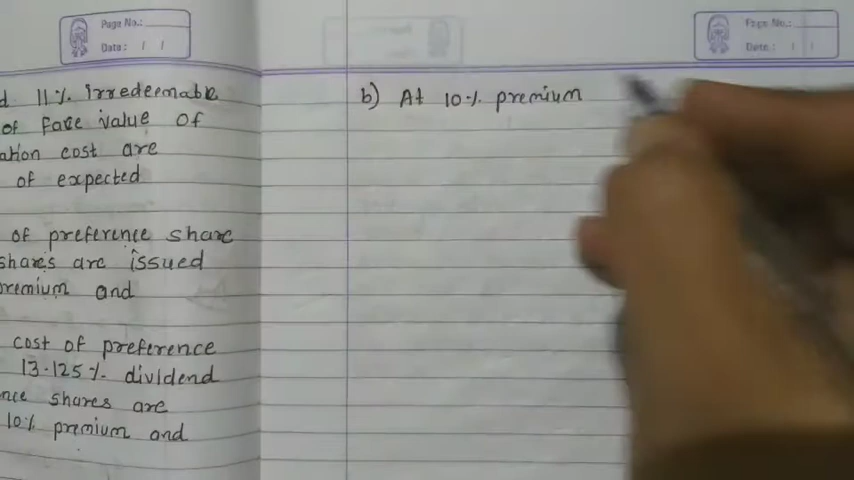 Page No.:
Date: / /
d 11% irredeemable
of Face value of
ation cost are
of expected
of preference share
shares are issued
remium and
cost of preference
13.125% dividend
nce shares are
10% premium and
Page No.:
Date: / /
b) At 10% premium